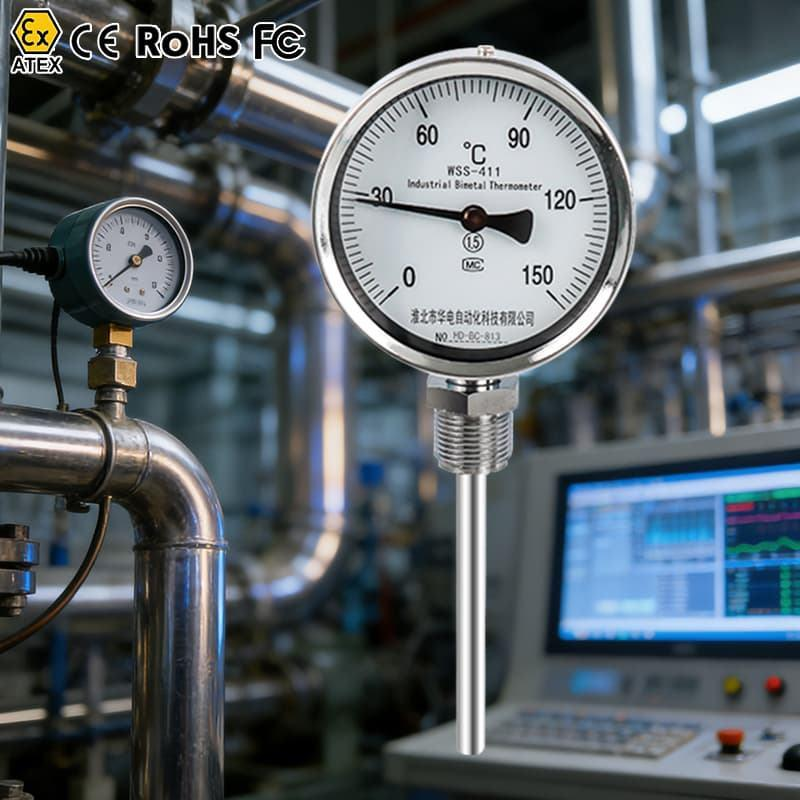 Ex
ATEX
CE RoHS FC
60
90
°C
WSS-411
Industrial Bimetal Thermometer
30
120
1.5
MC
0
150
淮北市华电自动化科技有限公司
NO HD-BC-813